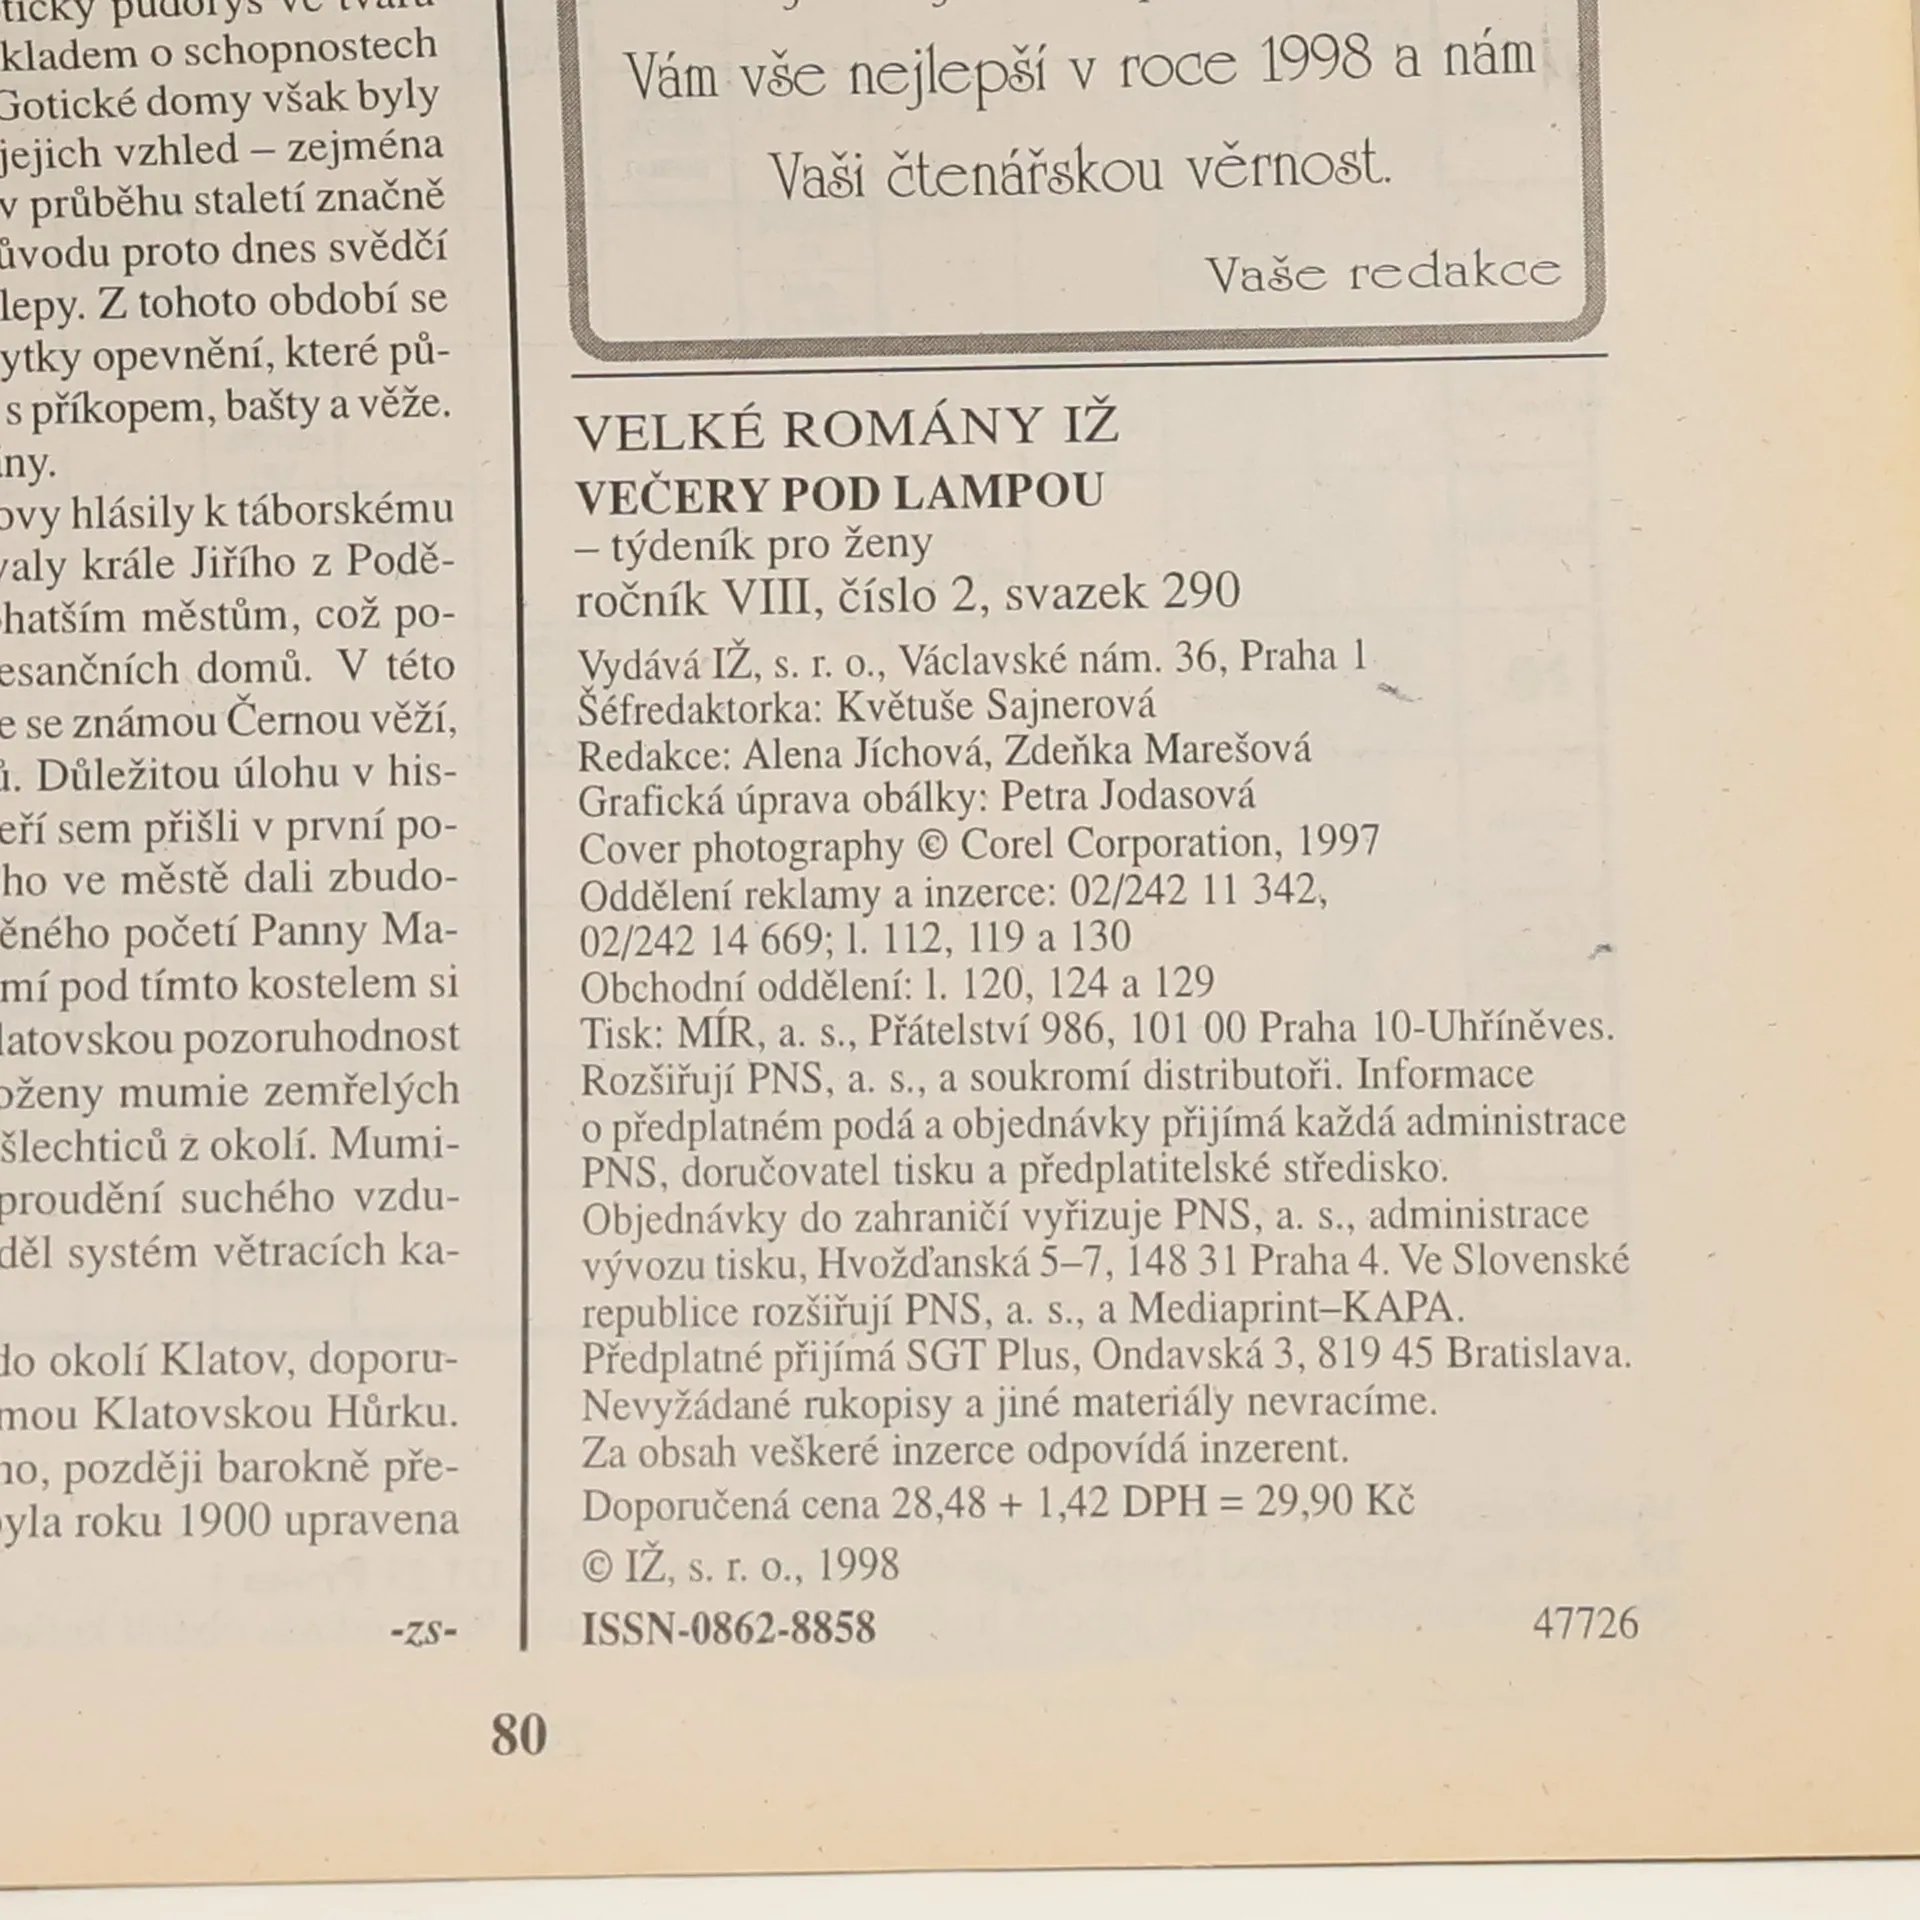 pudorys ve tvaru
kladem o schopnostech
Gotické domy však byly
jejich vzhled – zejména
v průběhu staletí značně
ůvodu proto dnes svědčí
lepy. Z tohoto období se
ytky opevnění, které pů-
s příkopem, bašty a věže.
ny.
ovy hlásily k táborskému
valy krále Jiřího z Podě-
hatším městům, což po-
esančních domů. V této
e se známou Černou věží,
ů. Důležitou úlohu v his-
eří sem přišli v první po-
ho ve městě dali zbudo-
ěného početí Panny Ma-
mí pod tímto kostelem si
latovskou pozoruhodnost
oženy mumie zemřelých
šlechticů z okolí. Mumi-
proudění suchého vzdu-
děl systém větracích ka-
do okolí Klatov, doporu-
mou Klatovskou Hůrku.
ho, později barokně pře-
byla roku 1900 upravena
-zs-
Vám vše nejlepší v roce 1998 a nám
Vaši čtenářskou věrnost.
Vaše redakce
VELKÉ ROMÁNY IŽ
VEČERY POD LAMPOU
– týdeník pro ženy
ročník VIII, číslo 2, svazek 290
Vydává IŽ, s. r. o., Václavské nám. 36, Praha 1
Šéfredaktorka: Květuše Sajnerová
Redakce: Alena Jíchová, Zdeňka Marešová
Grafická úprava obálky: Petra Jodasová
Cover photography © Corel Corporation, 1997
Oddělení reklamy a inzerce: 02/242 11 342,
02/242 14 669; l. 112, 119 a 130
Obchodní oddělení: l. 120, 124 a 129
Tisk: MÍR, a. s., Přátelství 986, 101 00 Praha 10-Uhříněves.
Rozšiřují PNS, a. s., a soukromí distributoři. Informace
o předplatném podá a objednávky přijímá každá administrace
PNS, doručovatel tisku a předplatitelské středisko.
Objednávky do zahraničí vyřizuje PNS, a. s., administrace
vývozu tisku, Hvožďanská 5–7, 148 31 Praha 4. Ve Slovenské
republice rozšiřují PNS, a. s., a Mediaprint–KAPA.
Předplatné přijímá SGT Plus, Ondavská 3, 819 45 Bratislava.
Nevyžádané rukopisy a jiné materiály nevracíme.
Za obsah veškeré inzerce odpovídá inzerent.
Doporučená cena 28,48 + 1,42 DPH = 29,90 Kč
© IŽ, s. r. o., 1998
ISSN-0862-8858 47726
80